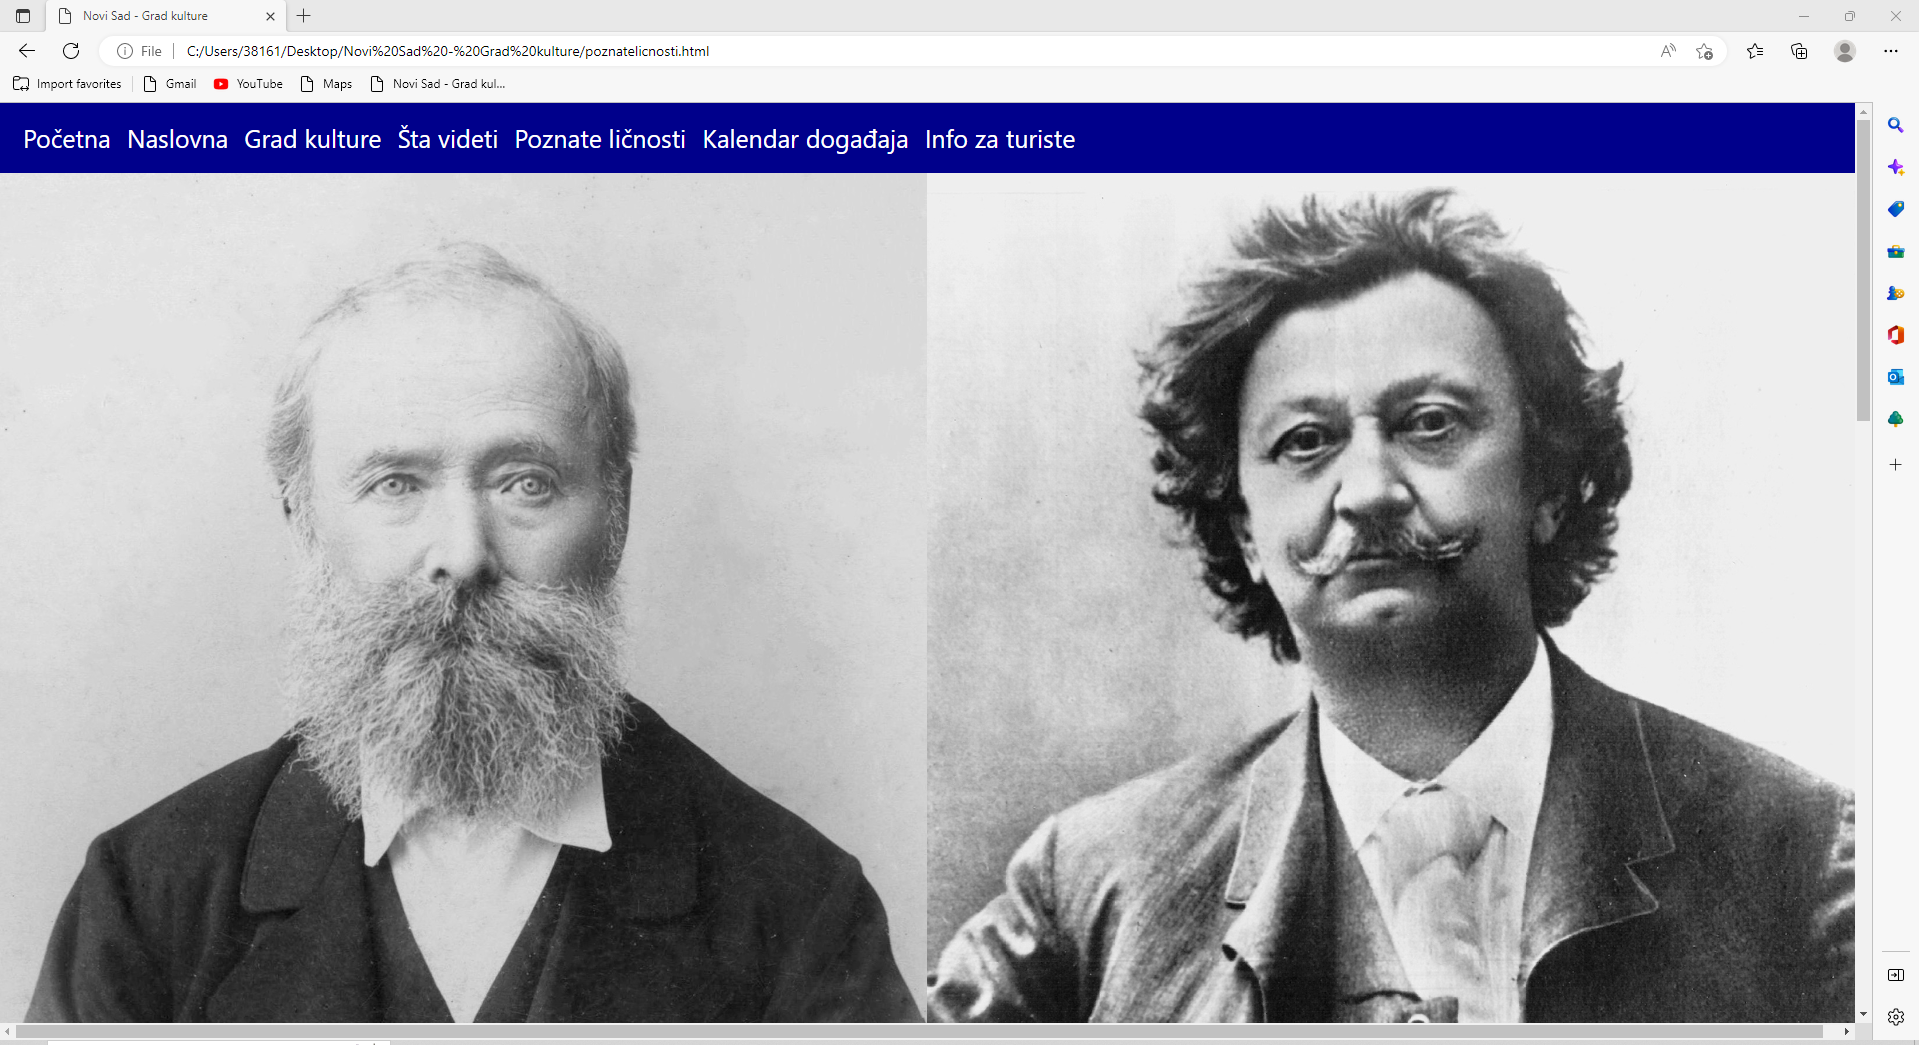 Novi Sad - Grad kulture
File C:/Users/38161/Desktop/Novi%20Sad%20-%20Grad%20kulture/poznatelicnosti.html
Import favorites Gmail YouTube Maps Novi Sad - Grad kul...
Početna Naslovna Grad kulture Šta videti Poznate ličnosti Kalendar događaja Info za turiste